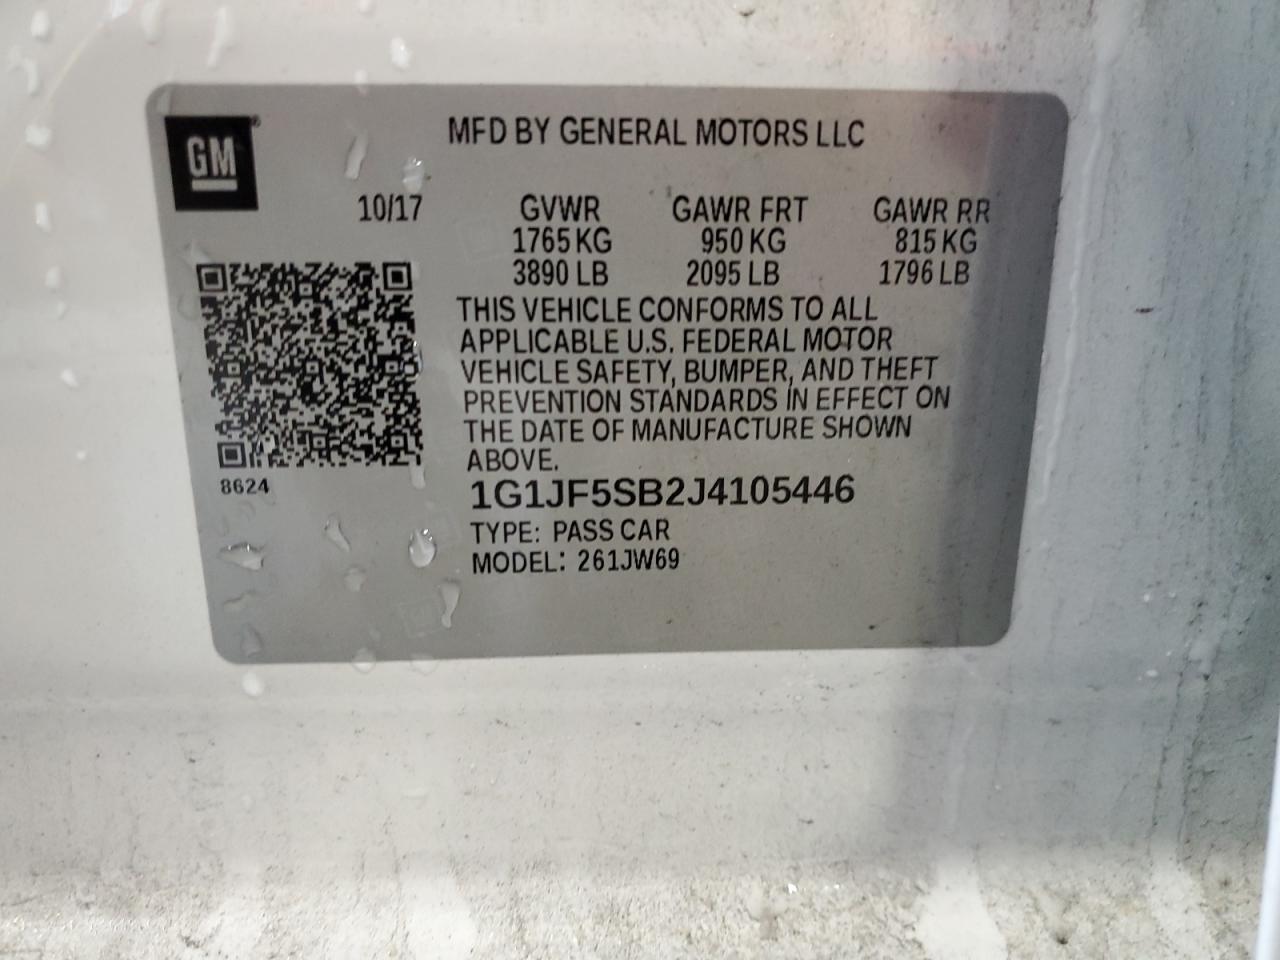 GM®
MFD BY GENERAL MOTORS LLC
10/17 GVWR GAWR FRT GAWR RR
1765 KG 950 KG 815 KG
3890 LB 2095 LB 1796 LB
THIS VEHICLE CONFORMS TO ALL
APPLICABLE U.S. FEDERAL MOTOR
VEHICLE SAFETY, BUMPER, AND THEFT
PREVENTION STANDARDS IN EFFECT ON
THE DATE OF MANUFACTURE SHOWN
ABOVE.
8624
1G1JF5SB2J4105446
TYPE: PASS CAR
MODEL: 261JW69